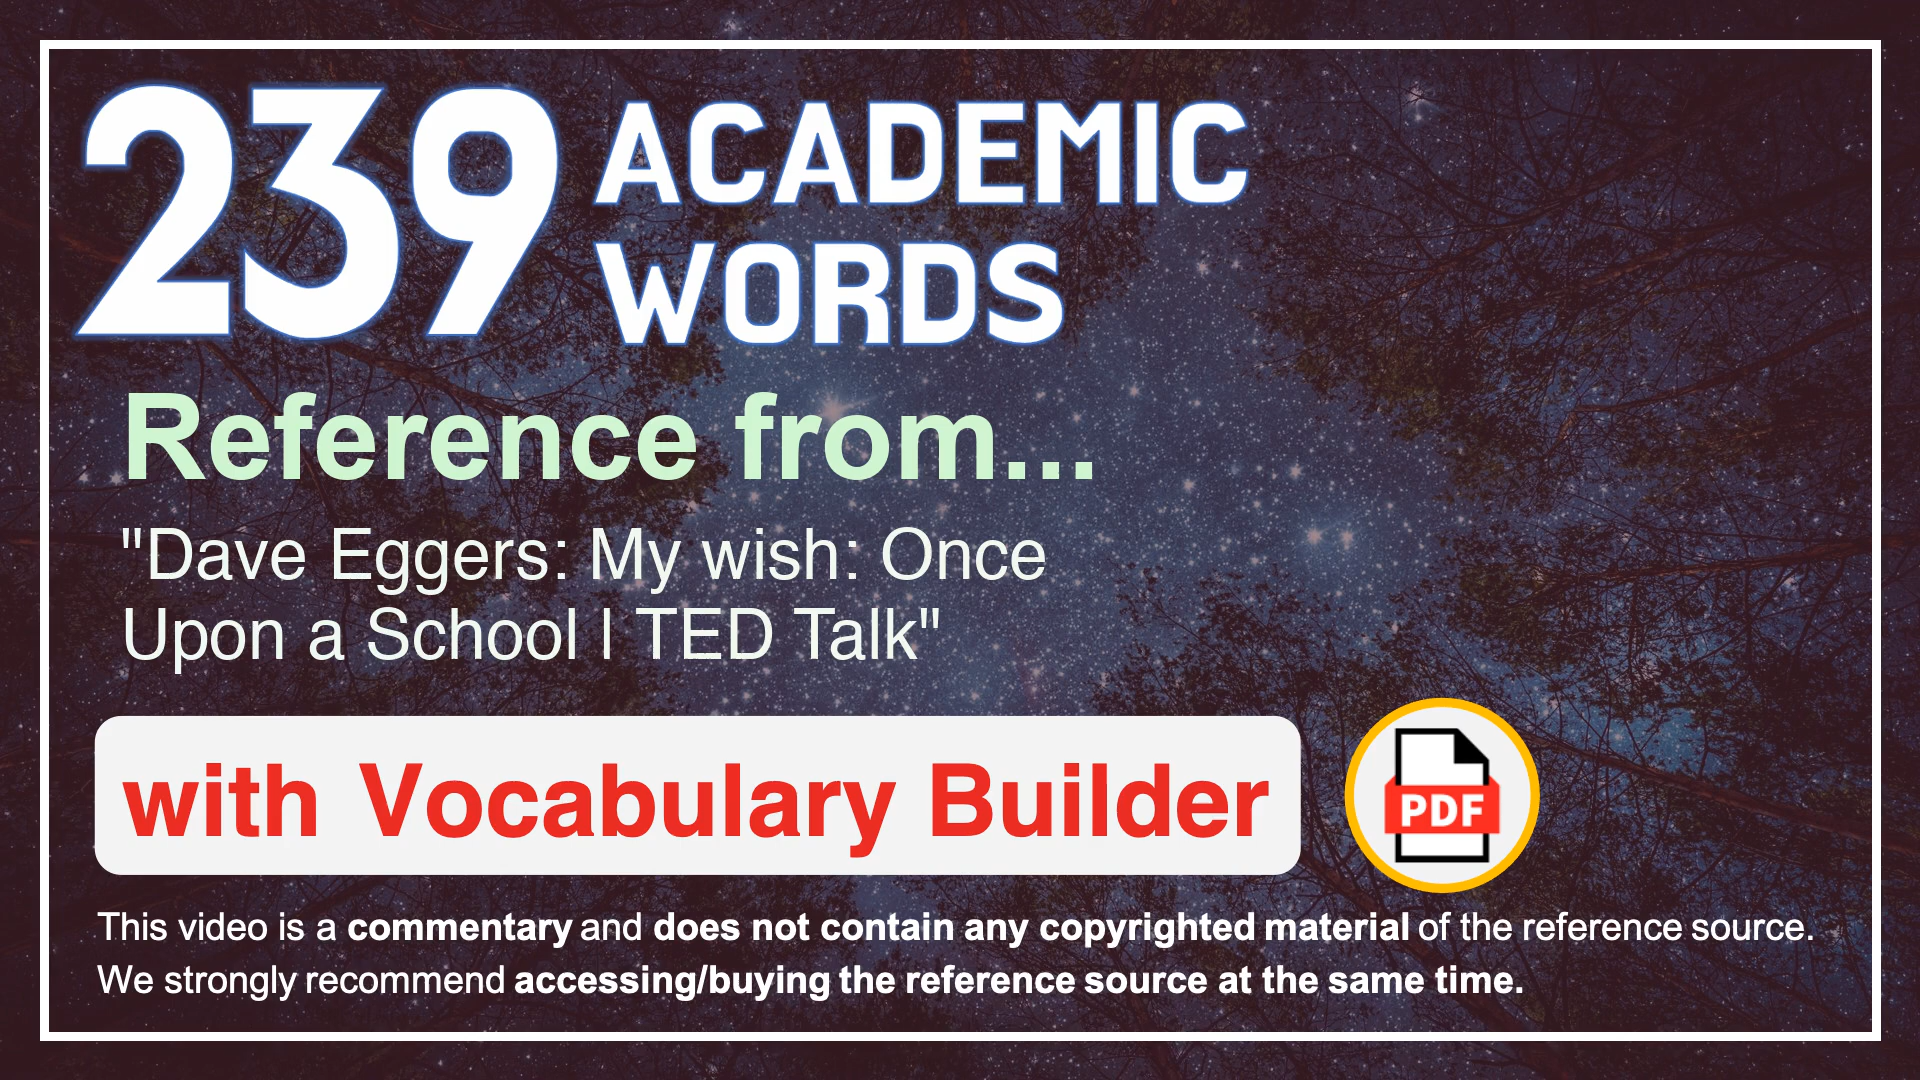 239 ACADEMIC
WORDS
Reference from...
"Dave Eggers: My wish: Once
Upon a School | TED Talk"
with Vocabulary Builder
PDF
This video is a commentary and does not contain any copyrighted material of the reference source.
We strongly recommend accessing/buying the reference source at the same time.